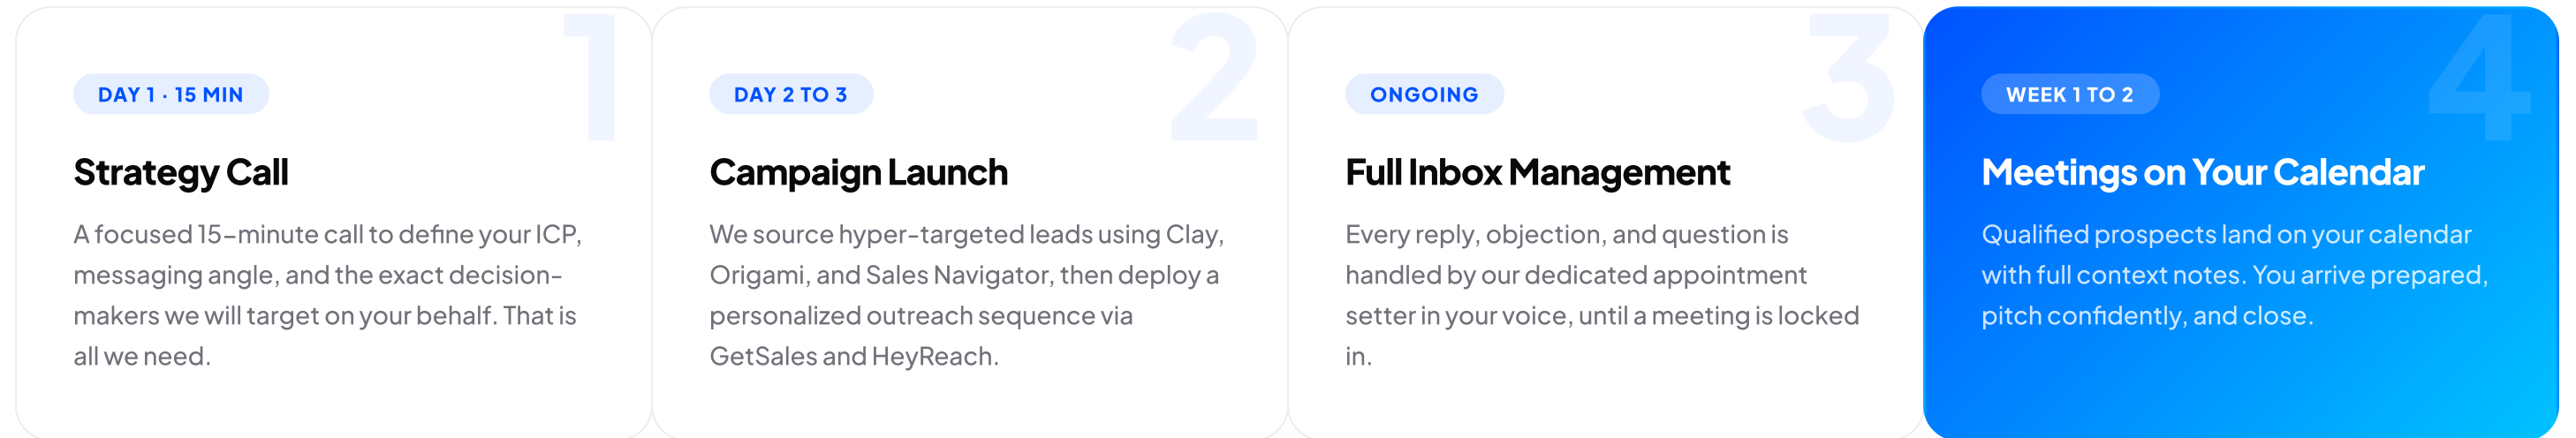 1
DAY 1 · 15 MIN
Strategy Call
A focused 15-minute call to define your ICP,
messaging angle, and the exact decision-
makers we will target on your behalf. That is
all we need.
2
DAY 2 TO 3
Campaign Launch
We source hyper-targeted leads using Clay,
Origami, and Sales Navigator, then deploy a
personalized outreach sequence via
GetSales and HeyReach.
3
ONGOING
Full Inbox Management
Every reply, objection, and question is
handled by our dedicated appointment
setter in your voice, until a meeting is locked
in.
4
WEEK 1 TO 2
Meetings on Your Calendar
Qualified prospects land on your calendar
with full context notes. You arrive prepared,
pitch confidently, and close.